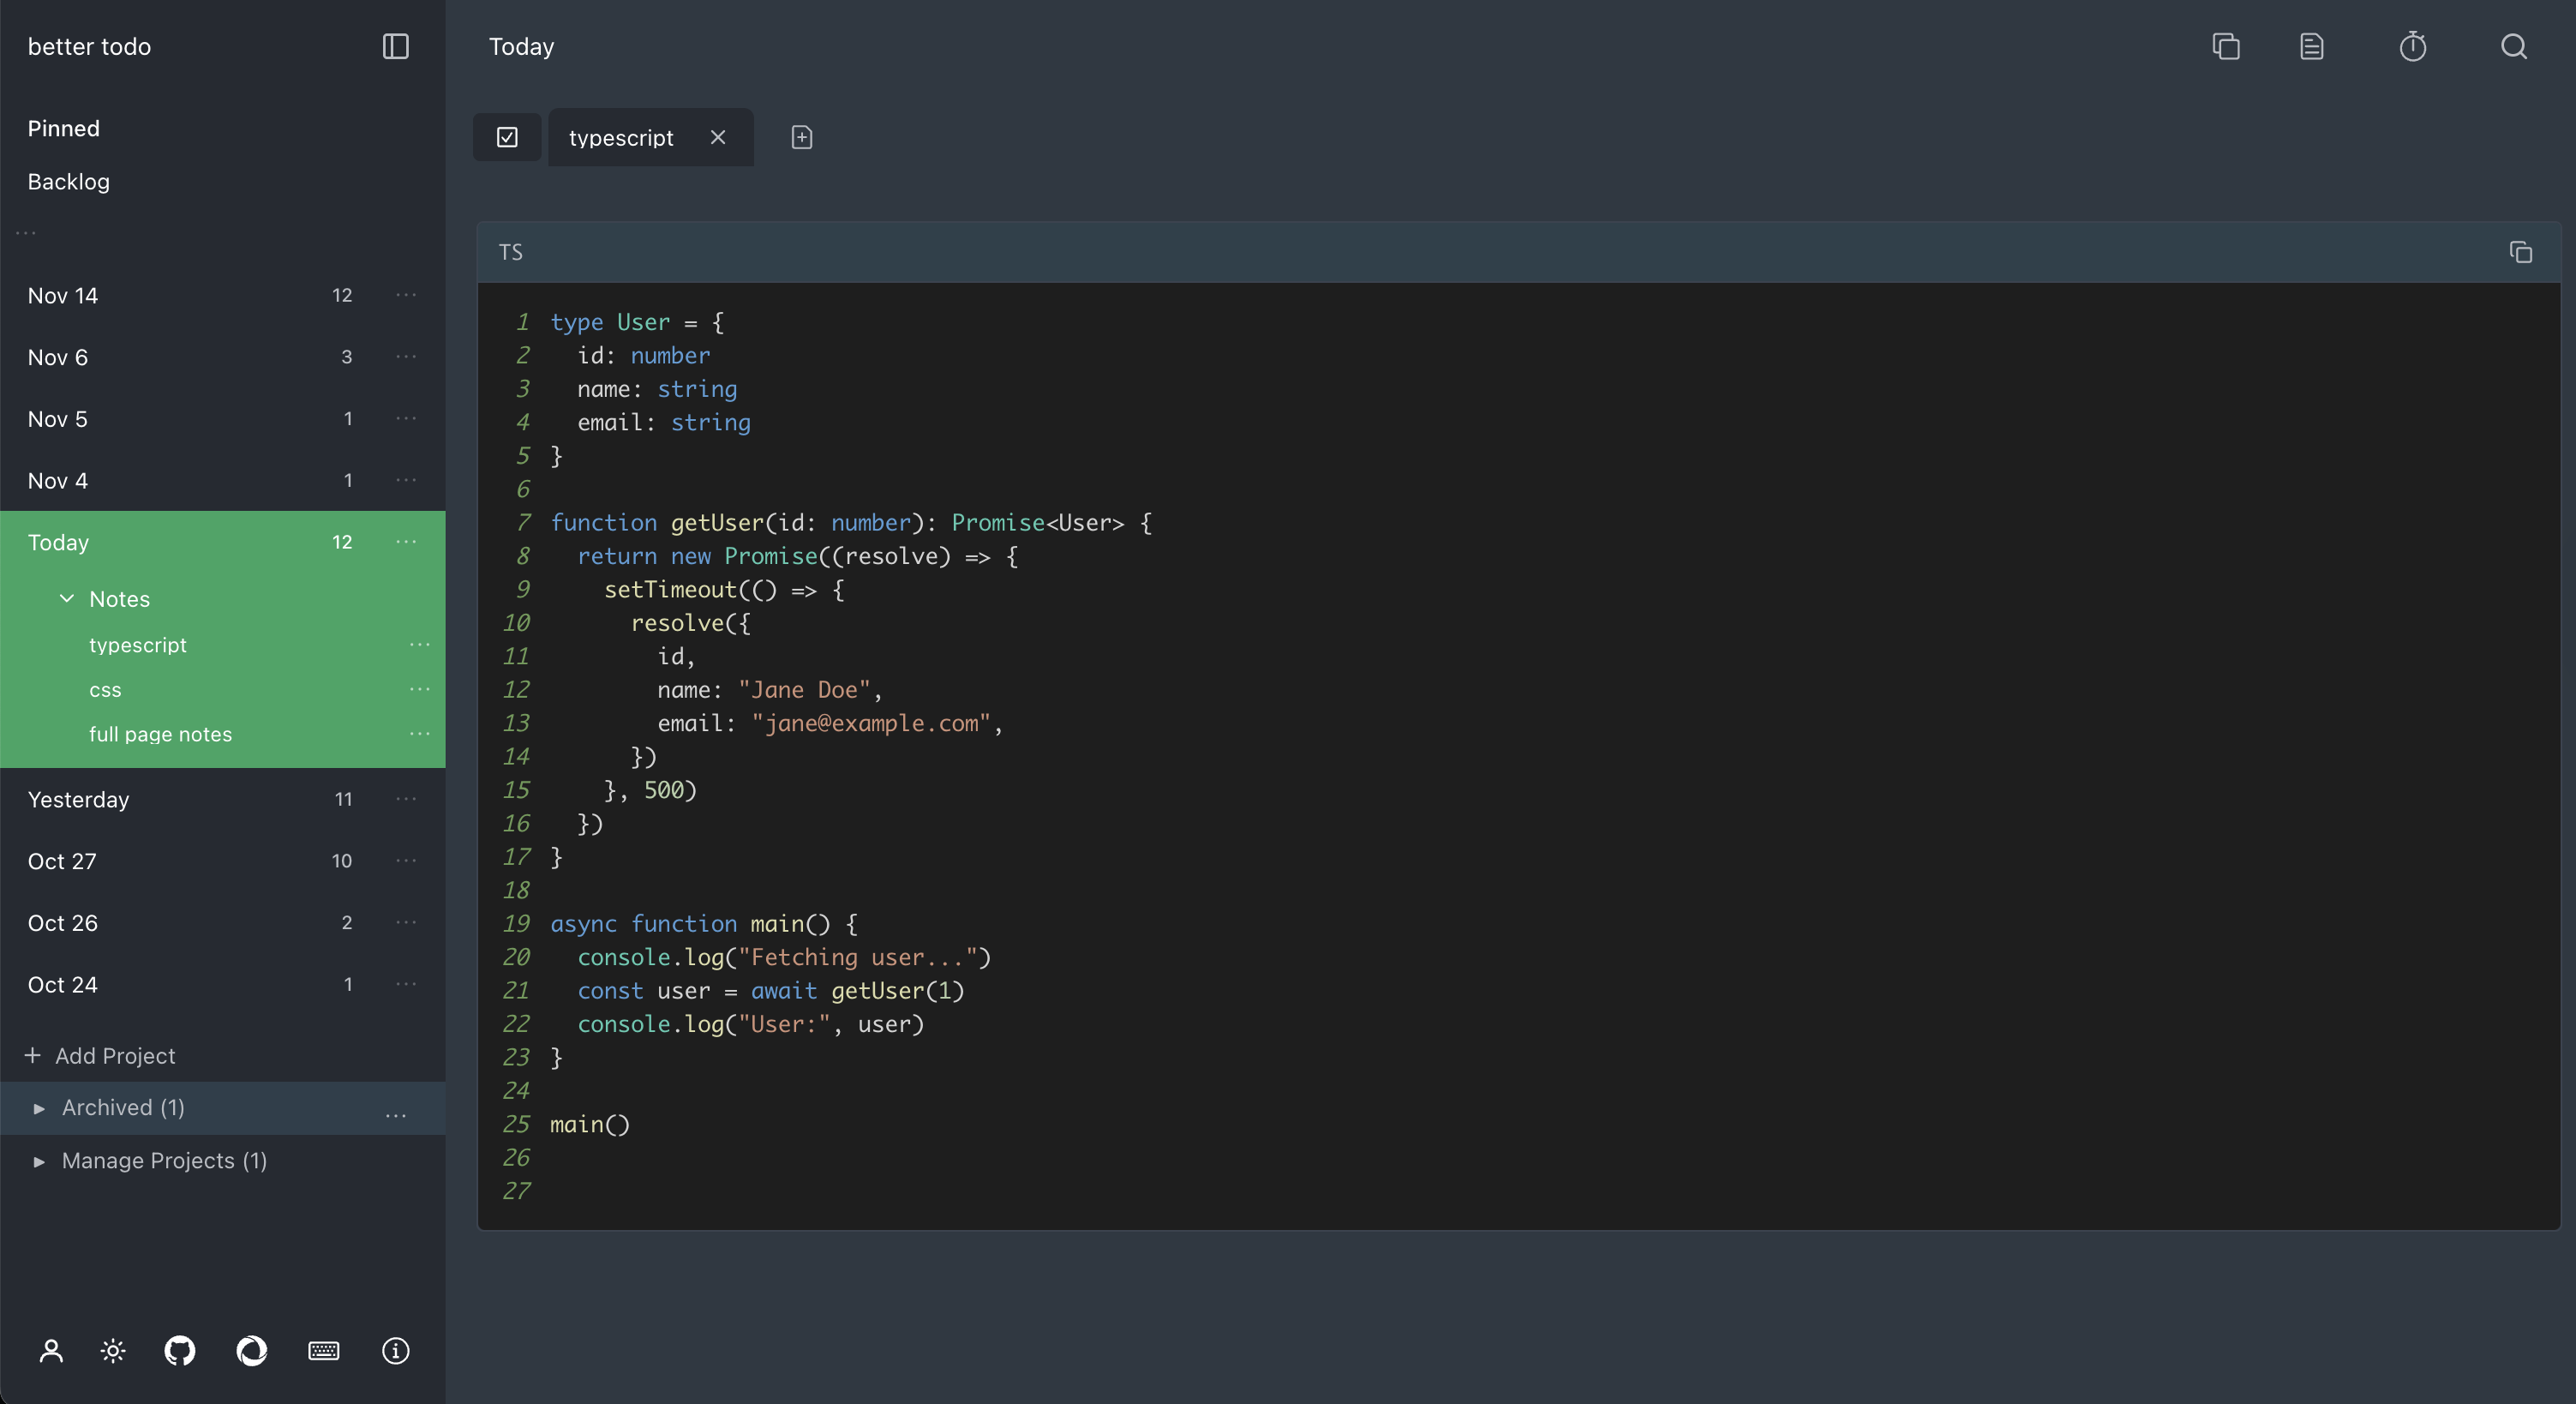 better todo
Pinned
Backlog
...
Nov 14 12 ...
Nov 6 3 ...
Nov 5 1 ...
Nov 4 1 ...
Today 12 ...
Notes
typescript ...
css ...
full page notes ...
Yesterday 11 ...
Oct 27 10 ...
Oct 26 2 ...
Oct 24 1 ...
+ Add Project
Archived (1) ...
Manage Projects (1)
Today
typescript
TS
1 type User = {
2   id: number
3   name: string
4   email: string
5 }
6
7 function getUser(id: number): Promise<User> {
8   return new Promise((resolve) => {
9     setTimeout(() => {
10       resolve({
11         id,
12         name: "Jane Doe",
13         email: "jane@example.com",
14       })
15     }, 500)
16   })
17 }
18
19 async function main() {
20   console.log("Fetching user...")
21   const user = await getUser(1)
22   console.log("User:", user)
23 }
24
25 main()
26
27